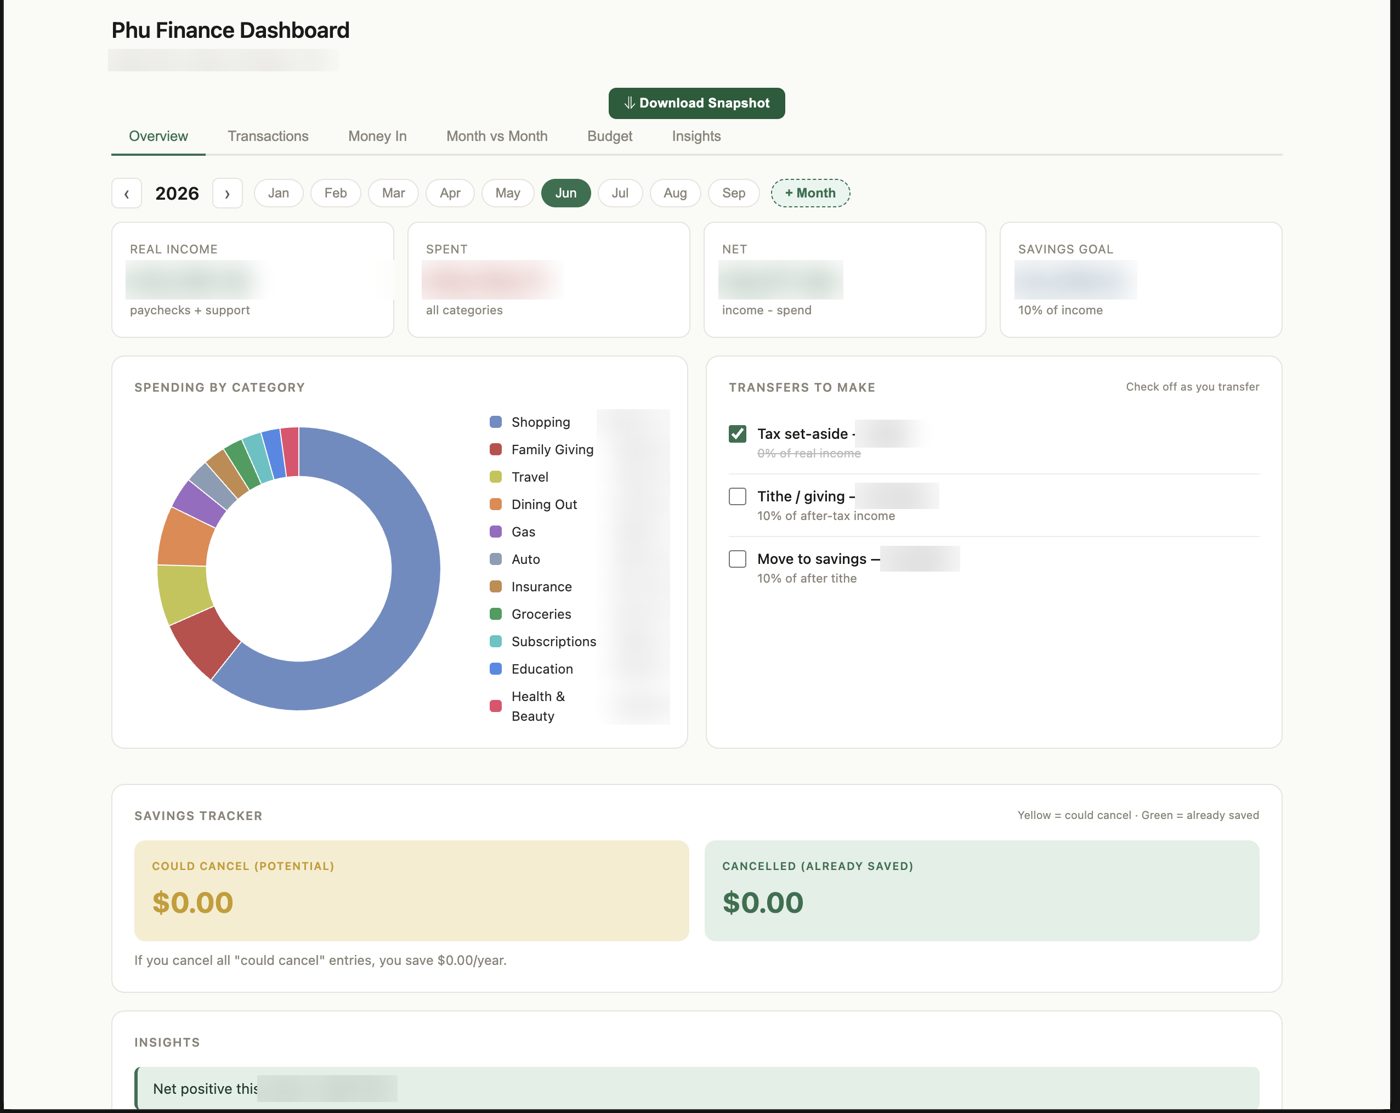 Phu Finance Dashboard
⇓ Download Snapshot
Overview Transactions Money In Month vs Month Budget Insights
‹ 2026 › Jan Feb Mar Apr May Jun Jul Aug Sep + Month
REAL INCOME
paychecks + support
SPENT
all categories
NET
income - spend
SAVINGS GOAL
10% of income
SPENDING BY CATEGORY
Shopping
Family Giving
Travel
Dining Out
Gas
Auto
Insurance
Groceries
Subscriptions
Education
Health &
Beauty
TRANSFERS TO MAKE
Check off as you transfer
Tax set-aside -
0% of real income
Tithe / giving –
10% of after-tax income
Move to savings —
10% of after tithe
SAVINGS TRACKER
Yellow = could cancel · Green = already saved
COULD CANCEL (POTENTIAL)
$0.00
CANCELLED (ALREADY SAVED)
$0.00
If you cancel all "could cancel" entries, you save $0.00/year.
INSIGHTS
Net positive this